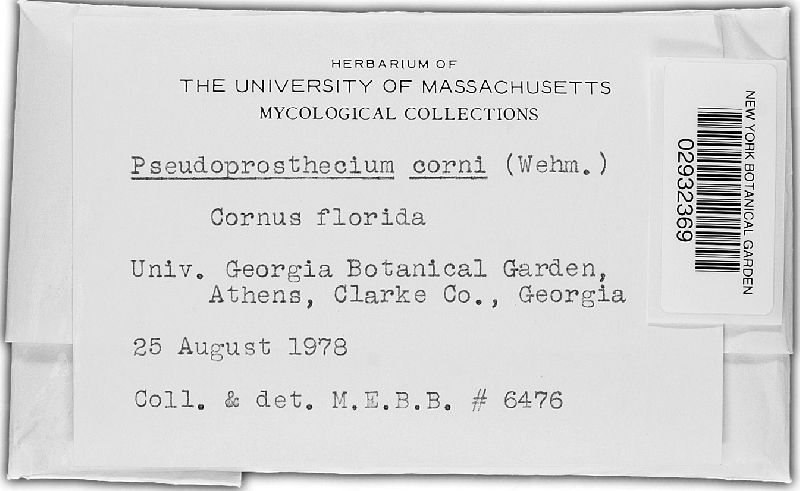 HERBARIUM OF
THE UNIVERSITY OF MASSACHUSETTS
MYCOLOGICAL COLLECTIONS
Pseudoprosthecium corni (Wehm.)
Cornus florida
Univ. Georgia Botanical Garden,
Athens, Clarke Co., Georgia
25 August 1978
Coll. & det. M.E.B.B. # 6476
NEW YORK BOTANICAL GARDEN
02932369